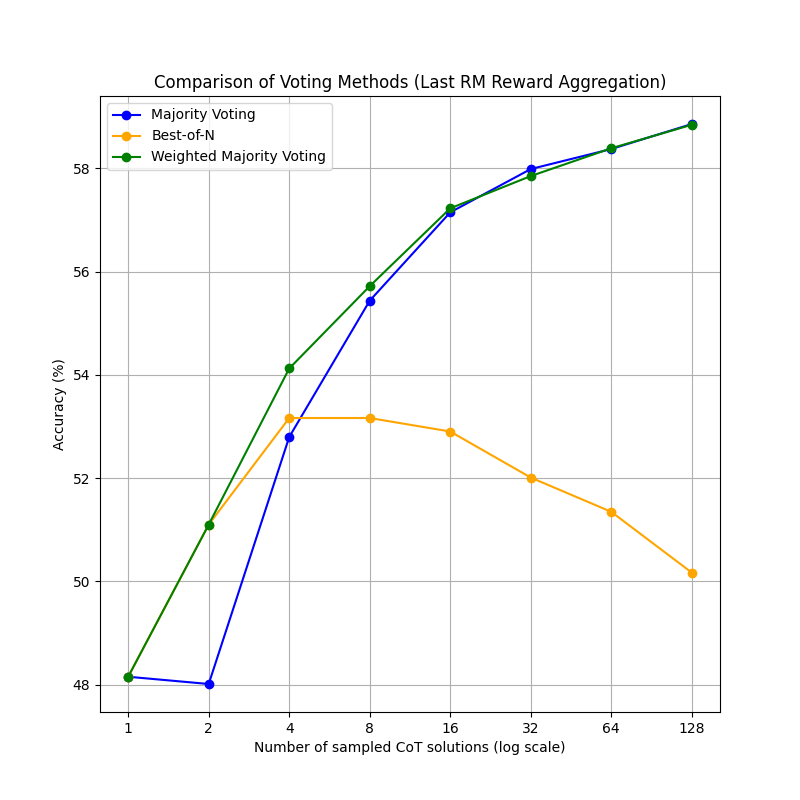 Comparison of Voting Methods (Last RM Reward Aggregation)
Majority Voting
Best-of-N
Weighted Majority Voting
Accuracy (%)
58
56
54
52
50
48
1 2 4 8 16 32 64 128
Number of sampled CoT solutions (log scale)